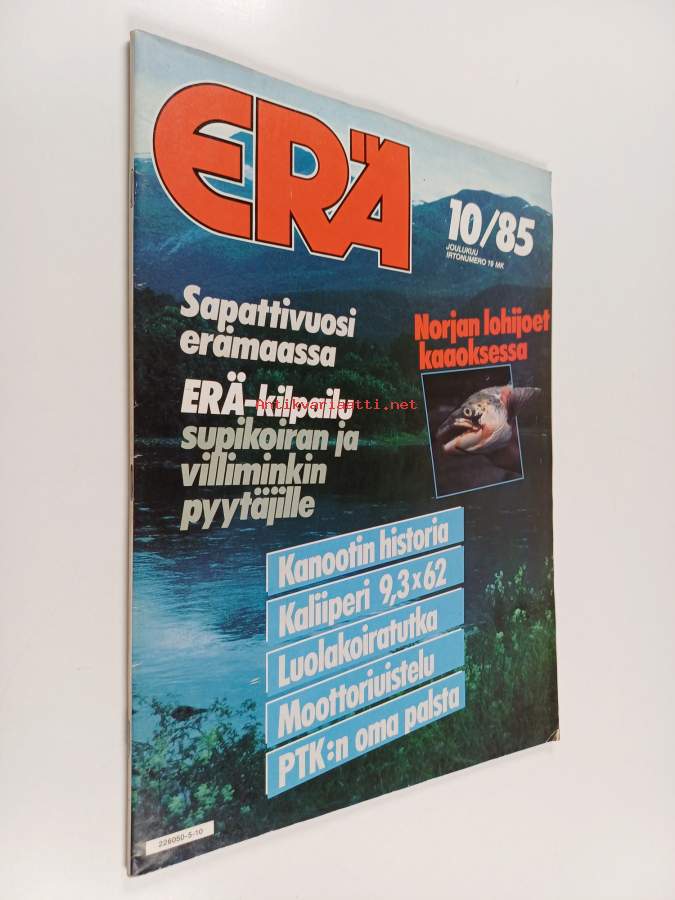 ERÄ
10/85
JOULUKUU
IRTONUMERO 19 MK
Sapattivuosi
erämaassa
Norjan lohijoet
kaaoksessa
ERÄ-kilpailu
supikoiran ja
villiminkin
pyytäjille
Antikvariaatti.net
Kanootin historia
Kaliiperi 9,3x62
Luolakoiratutka
Moottoriuistelu
PTK:n oma palsta
226050-5-10